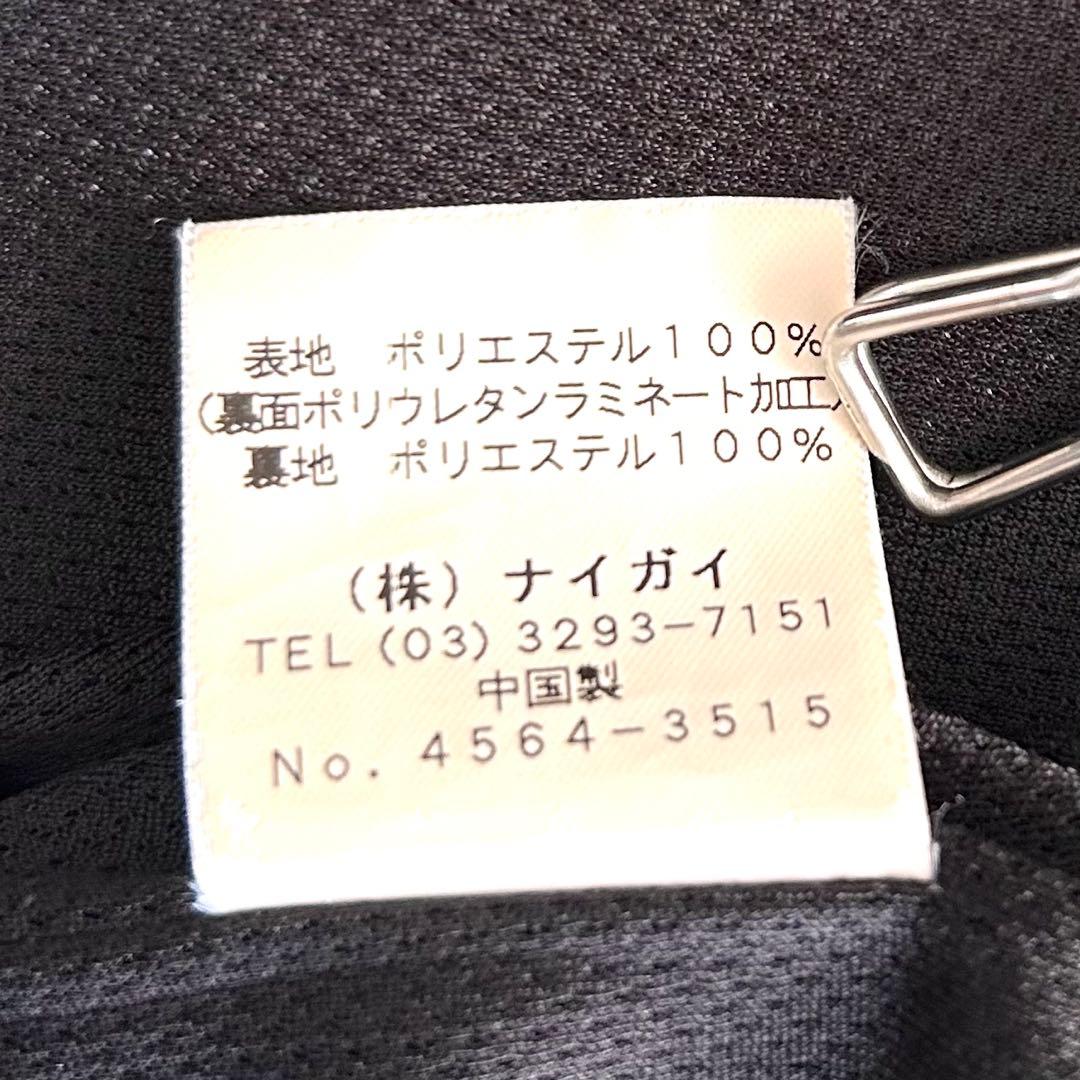 表地　ポリエステル１００％
（裏面ポリウレタンラミネート加工
裏地　ポリエステル１００％
（株）ナイガイ
ＴＥＬ（０３）３２９３－７１５１
中国製
Ｎｏ．４５６４－３５１５